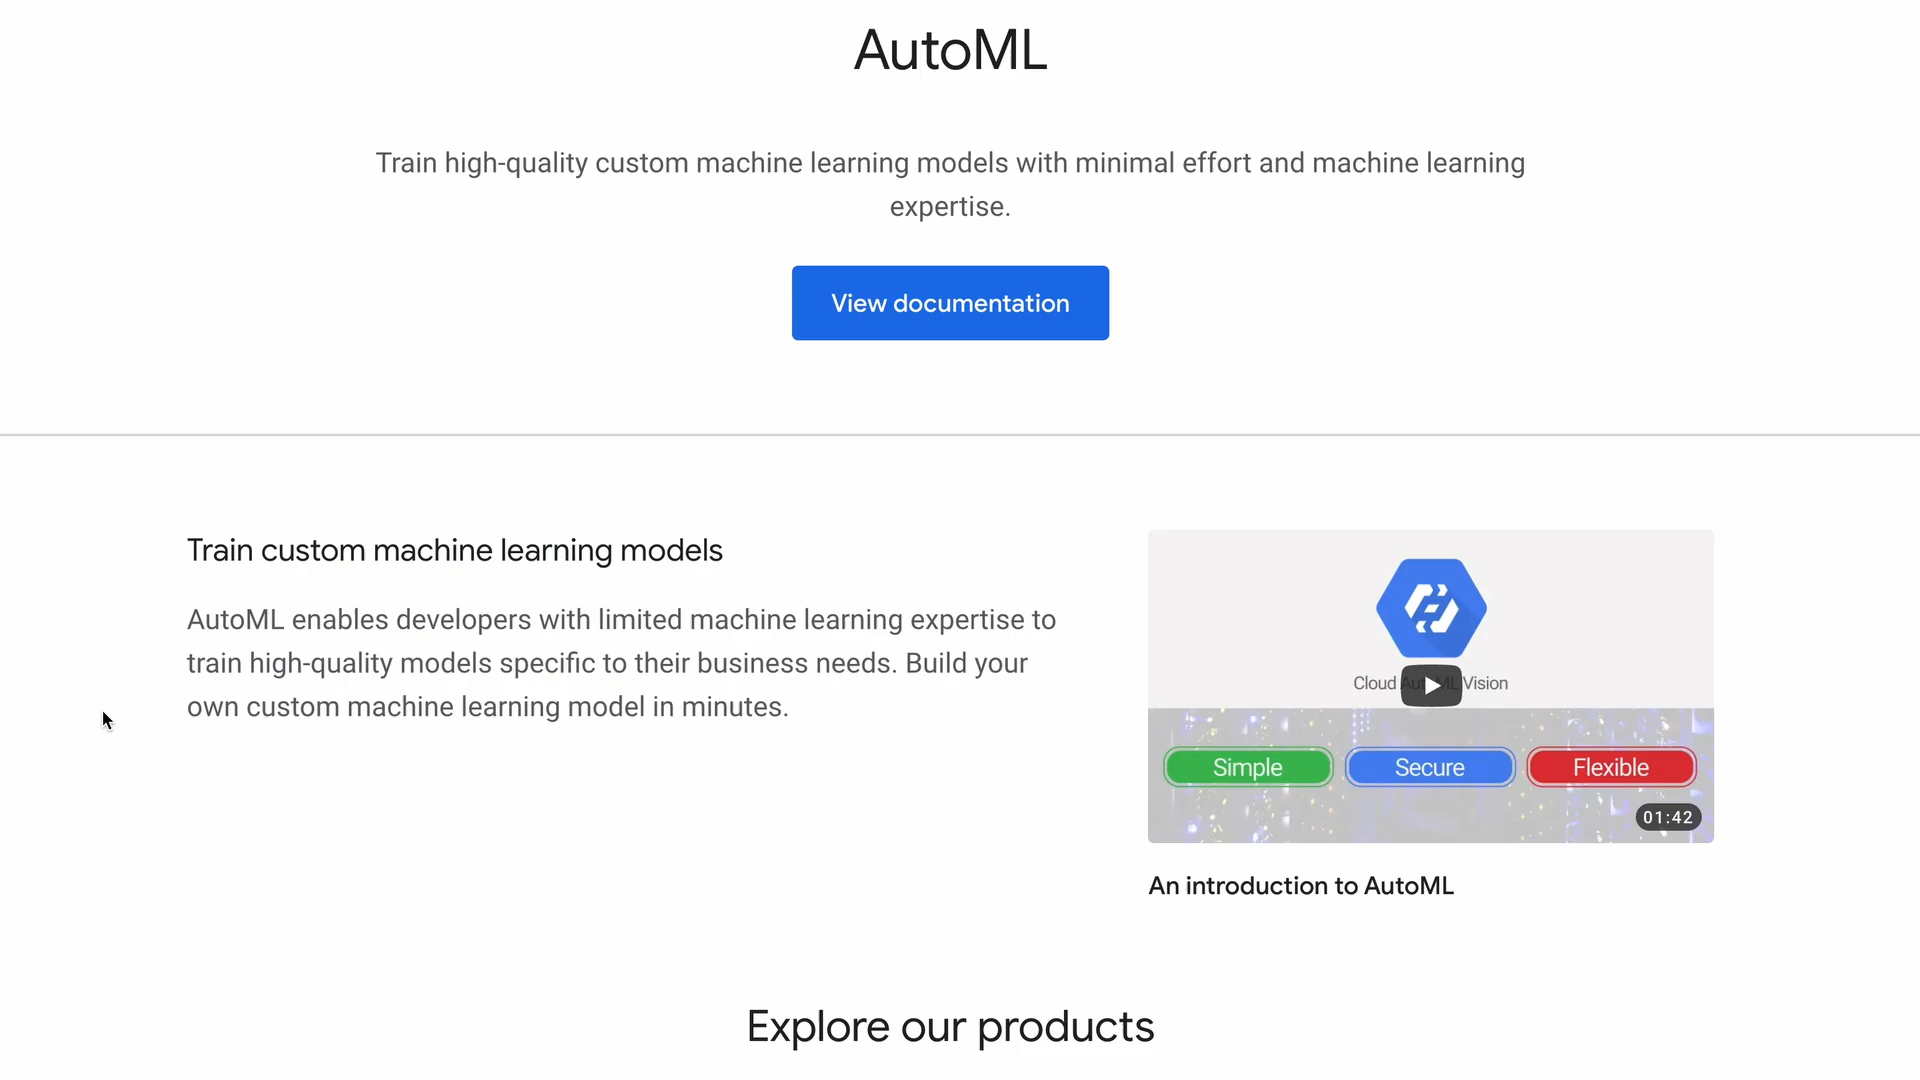 AutoML
Train high-quality custom machine learning models with minimal effort and machine learning
expertise.
View documentation
Train custom machine learning models
AutoML enables developers with limited machine learning expertise to
train high-quality models specific to their business needs. Build your
own custom machine learning model in minutes.
Cloud AutoML Vision
Simple
Secure
Flexible
01:42
An introduction to AutoML
Explore our products